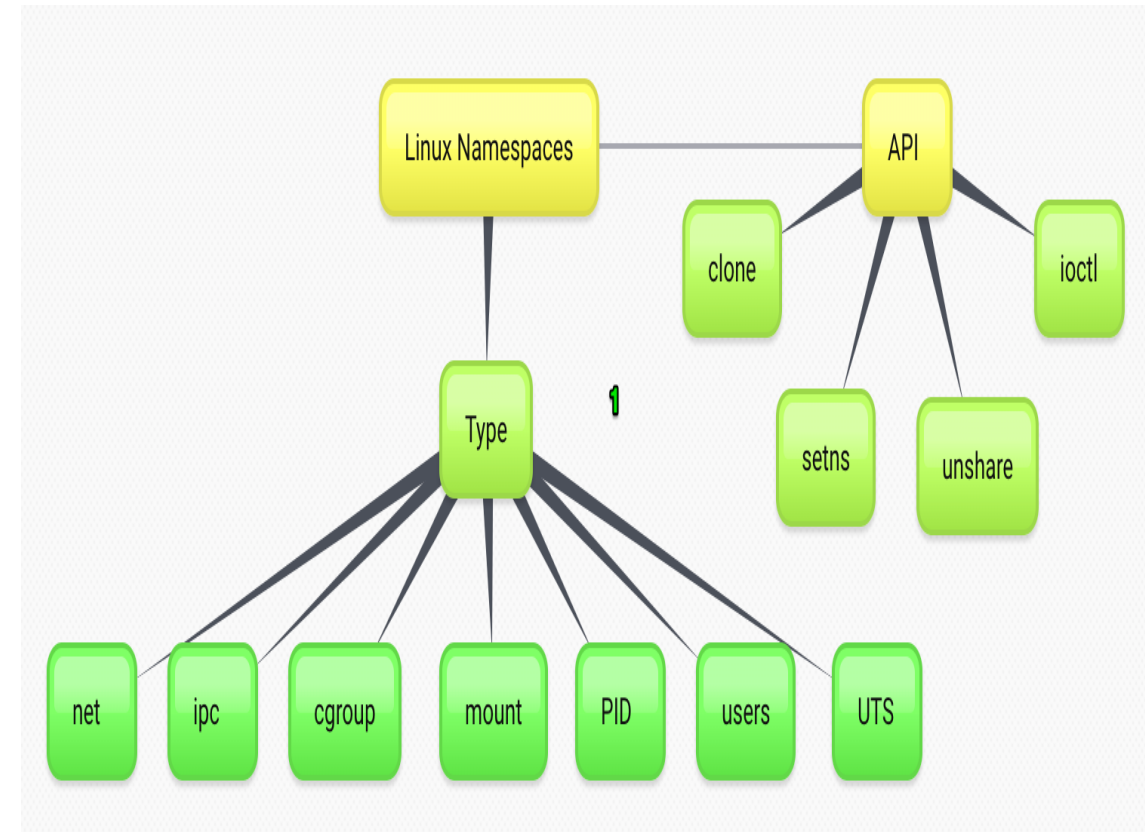 Linux Namespaces
API
clone
ioctl
Type
1
setns
unshare
net
ipc
cgroup
mount
PID
users
UTS